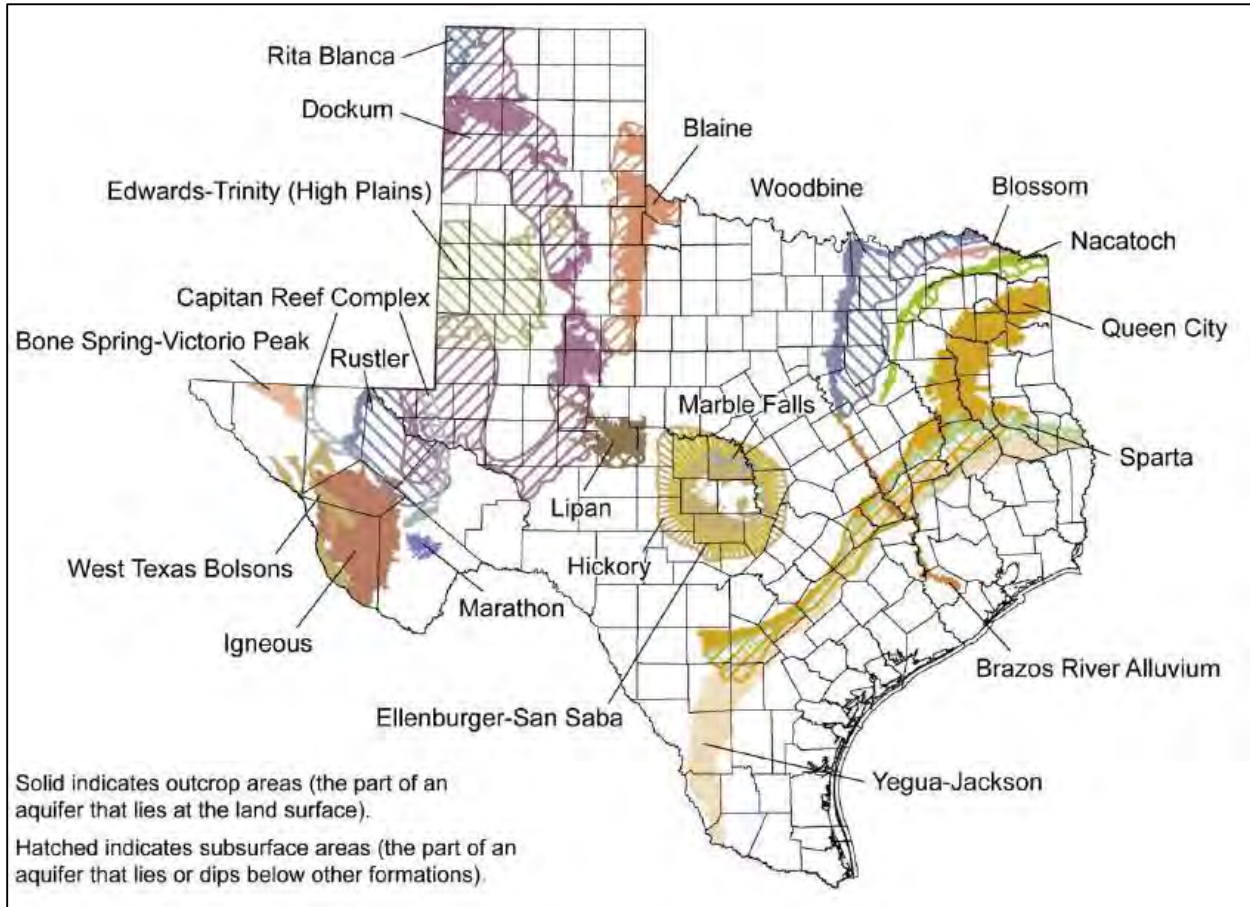 Rita Blanca
Dockum
Blaine
Edwards-Trinity (High Plains)
Woodbine
Blossom
Nacatoch
Capitan Reef Complex
Queen City
Bone Spring-Victorio Peak
Rustler
Marble Falls
Sparta
Lipan
West Texas Bolsons
Hickory
Marathon
Igneous
Brazos River Alluvium
Ellenburger-San Saba
Yegua-Jackson
Solid indicates outcrop areas (the part of an
aquifer that lies at the land surface).
Hatched indicates subsurface areas (the part of an
aquifer that lies or dips below other formations).